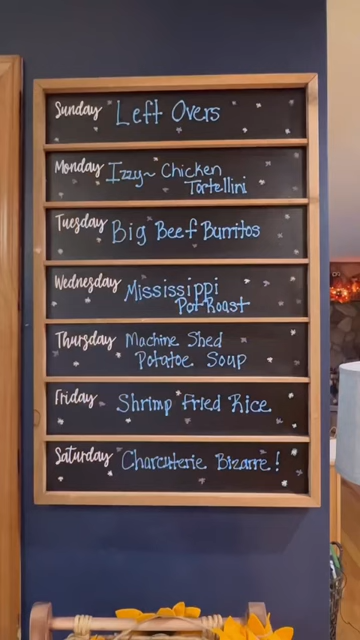 Sunday Left Overs
Monday Izzy~ Chicken
Tortellini
Tuesday Big Beef Burritos
Wednesday Mississippi
Pot Roast
Thursday Machine Shed
Potatoe Soup
Friday Shrimp Fried Rice
Saturday Charcuterie Bizarre!